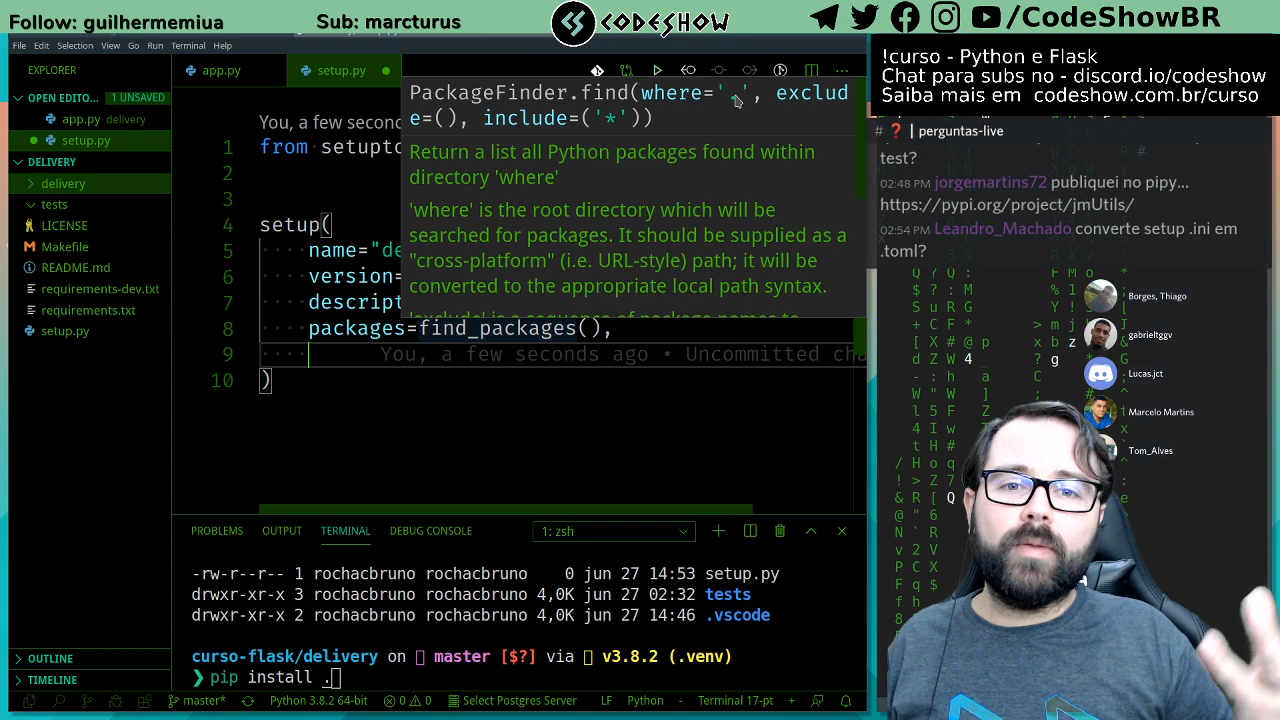 Follow: guilhermemiua
Sub: marcturus
CODESHOW
/CodeShowBR
File Edit Selection View Go Run Terminal Help
EXPLORER
OPEN EDITO... 1 UNSAVED
app.py delivery
setup.py
DELIVERY
delivery
tests
LICENSE
Makefile
README.md
requirements-dev.txt
requirements.txt
setup.py
OUTLINE
TIMELINE
app.py
setup.py
PackageFinder.find(where='.', exclud
e=(), include=('*'))
Return a list all Python packages found within
directory 'where'
'where' is the root directory which will be
searched for packages. It should be supplied as a
"cross-platform" (i.e. URL-style) path; it will be
converted to the appropriate local path syntax.
'exclude' is a sequence of package names to
You, a few secon
1 from setupto
2
3
4 setup(
5 name="de
6 version=
7 descript
8 packages=find_packages(),
9 You, a few seconds ago • Uncommitted cha
10 )
PROBLEMS OUTPUT TERMINAL DEBUG CONSOLE 1: zsh
-rw-r--r-- 1 rochacbruno rochacbruno 0 jun 27 14:53 setup.py
drwxr-xr-x 3 rochacbruno rochacbruno 4,0K jun 27 02:32 tests
drwxr-xr-x 2 rochacbruno rochacbruno 4,0K jun 27 14:46 .vscode
curso-flask/delivery on master [$?] via v3.8.2 (.venv)
❯ pip install .
master* Python 3.8.2 64-bit 0 0 Select Postgres Server LF Python - Terminal 17-pt +
!curso - Python e Flask
Chat para subs no - discord.io/codeshow
Saiba mais em codeshow.com.br/curso
# ❓ | perguntas-live
test?
02:48 PM jorgemartins72 publiquei no pipy...
https://pypi.org/project/jmUtils/
02:54 PM Leandro_Machado converte setup .ini em
.toml?
Borges, Thiago
gabrieltggv
Lucas.jct
Marcelo Martins
Tom_Alves